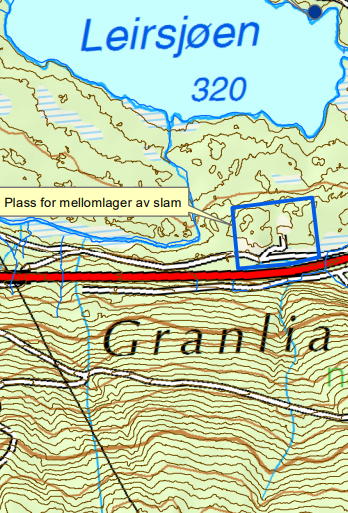 Leirsjøen
320
Plass for mellomlager av slam
Granlia
n